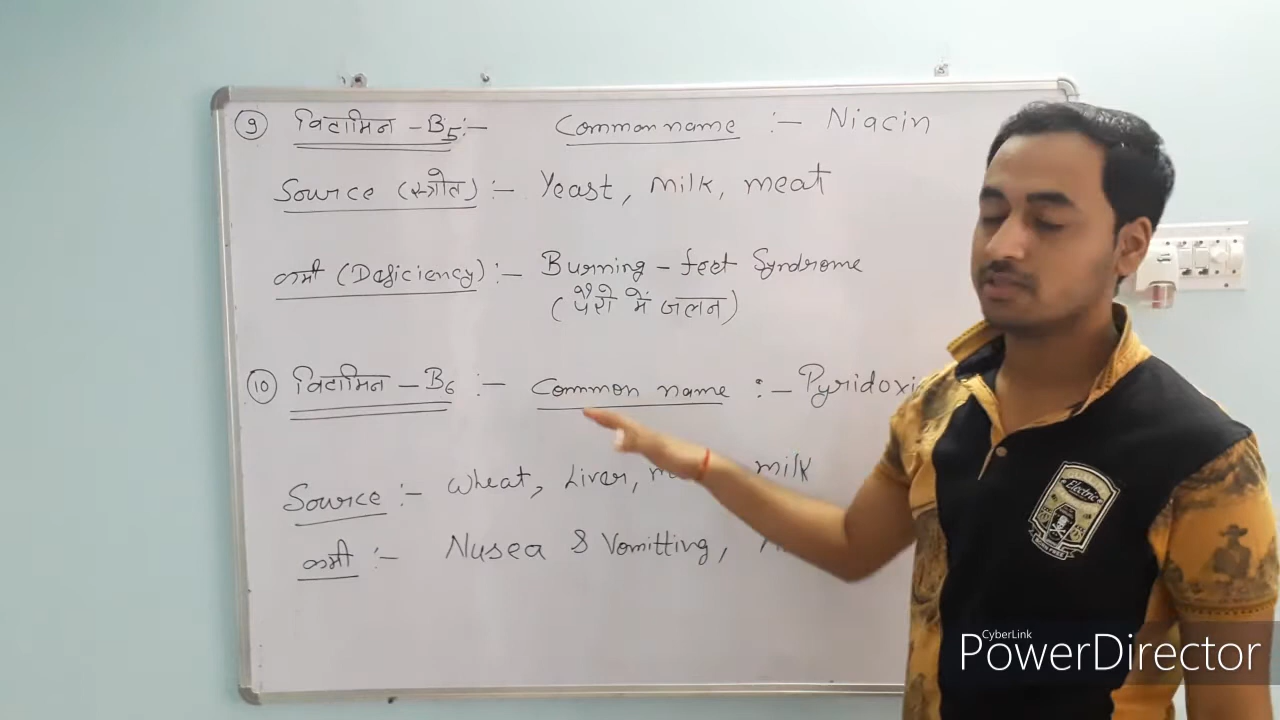 ⑨ विटामिन - B5:- Common name :- Niacin
Source (स्त्रोत) :- Yeast, Milk, meat
कमी (Deficiency) :- Burning - feet Syndrome
(पैरो में जलन)
⑩ विटामिन - B6 :- Common name :-
Source :- Wheat, Liver, milk
कमी :- Nusea & Vomitting,
Electric
CyberLink
PowerDirector